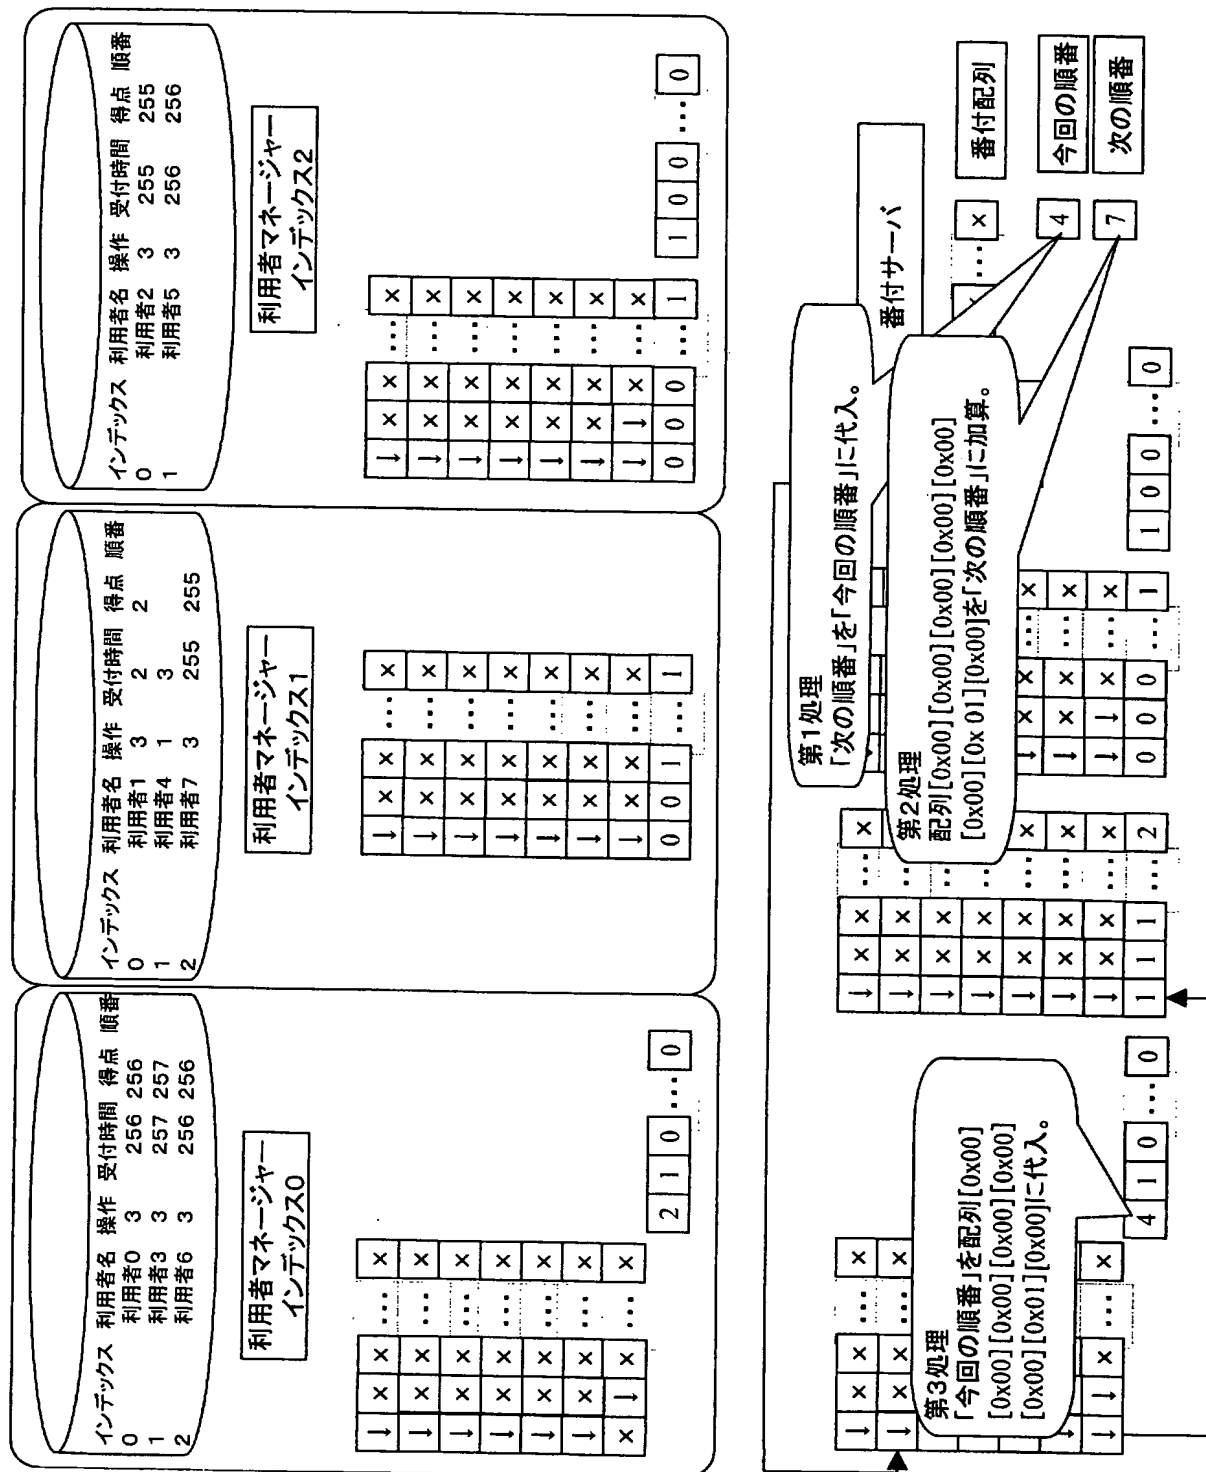 インデックス 利用者名 操作 受付時間 得点 順番
0 利用者0 3 256 256
1 利用者3 3 257 257
2 利用者6 3 256 256
利用者マネージャー
インデックス0
↓ × × ... ×
↓ × × ... ×
↓ × × ... ×
↓ × × ... ×
↓ × × ... ×
↓ × × ... ×
× ↓ × ... ×
2 1 0 ... 0
インデックス 利用者名 操作 受付時間 得点 順番
0 利用者1 3 2 2
1 利用者4 1 3
2 利用者7 3 255 255
利用者マネージャー
インデックス1
↓ × × ... ×
↓ × × ... ×
↓ × × ... ×
↓ × × ... ×
↓ × × ... ×
↓ × × ... ×
↓ × × ... ×
0 0 1 ... 1
インデックス 利用者名 操作 受付時間 得点 順番
0 利用者2 3 255 255
1 利用者5 3 256 256
利用者マネージャー
インデックス2
↓ × × ... ×
↓ × × ... ×
↓ × × ... ×
↓ × × ... ×
↓ × × ... ×
↓ × × ... ×
↓ ↓ × ... ×
0 0 0 ... 1
1 0 0 ... 0
番付サーバ
番付配列
今回の順番
次の順番
×
4
7
第1処理
「次の順番」を「今回の順番」に代入。
第2処理
配列[0x00][0x00][0x00][0x00][0x00][0x00]
[0x00][0x01][0x00]を「次の順番」に加算。
第3処理
「今回の順番」を配列[0x00]
[0x00][0x00][0x00][0x00][0x00]
[0x00][0x01][0x00]に代入。
↓ × × ... ×
↓ × ... ×
↓ ↓ × ... ×
4 1 0 ... 0
↓ × × ... ×
↓ × × ...
↓ × × ...
↓ × × ...
↓ × × ... ×
↓ × × ... ×
↓ × × ... ×
1 1 1 ... 2
↓ × × ... ×
↓ × × ... ×
↓ ↓ × ... ×
0 0 0 ... 1
1 0 0 ... 0